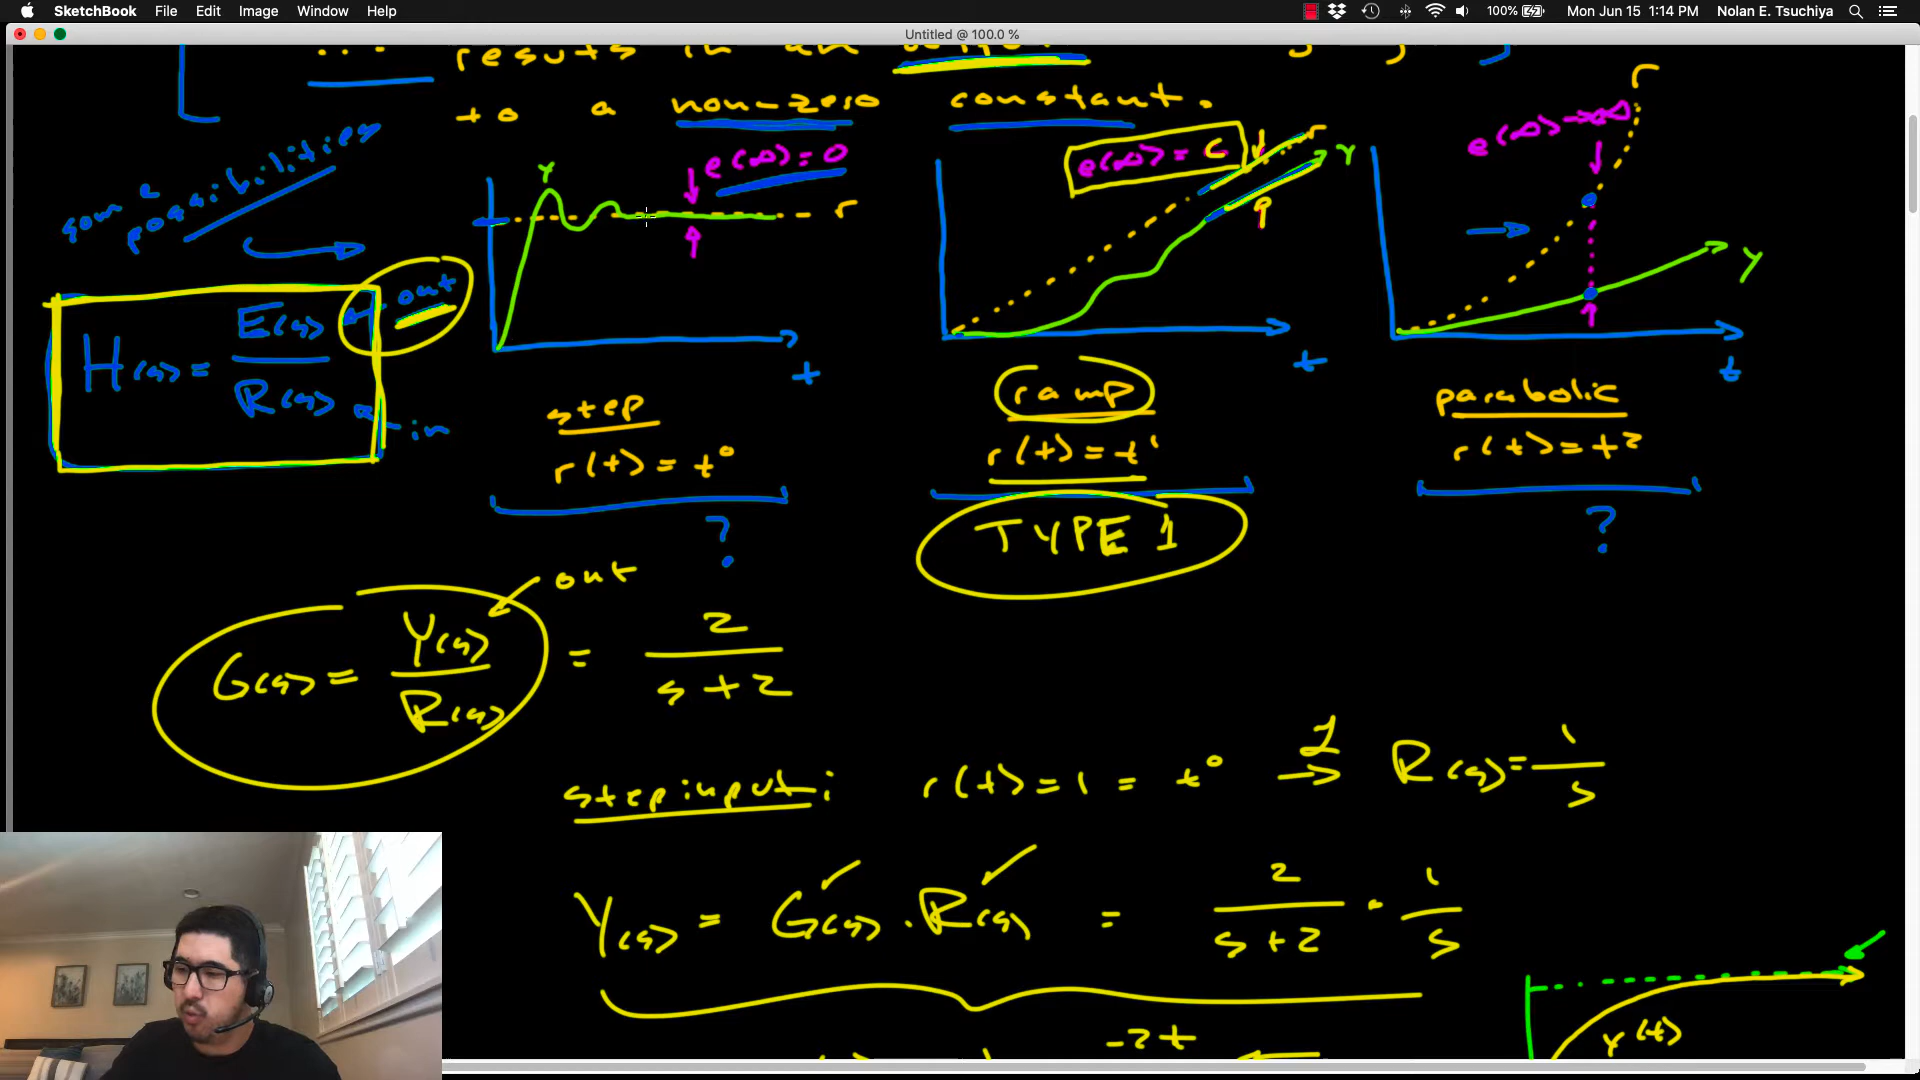 SketchBook File Edit Image Window Help 100% Mon Jun 15 1:14 PM Nolan E. Tsuchiya
Untitled @ 100.0 %
... results in an
to a non-zero constant.
some possibilities
H(s) = E(s) / R(s)
out
in
y
e(∞) = 0
r
t
step
r(t) = t⁰
?
e(∞) = C
r
y
t
ramp
r(t) = t¹
TYPE 1
e(∞) → ∞
r
y
t
parabolic
r(t) = t²
?
G(s) = Y(s) / R(s) = 2 / s+2
out
step input: r(t) = 1 = t⁰ ℒ→ R(s) = 1 / s
Y(s) = G(s) · R(s) = 2 / s+2 · 1 / s
-2t
y(t)